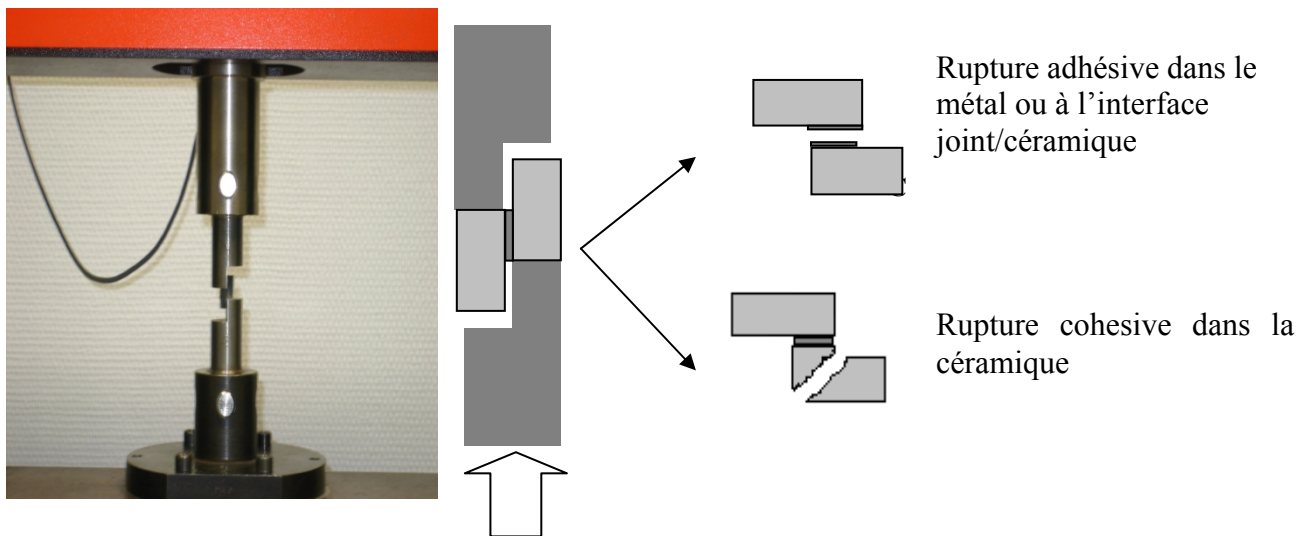 Rupture adhésive dans le
métal ou à l’interface
joint/céramique
Rupture cohesive dans la
céramique